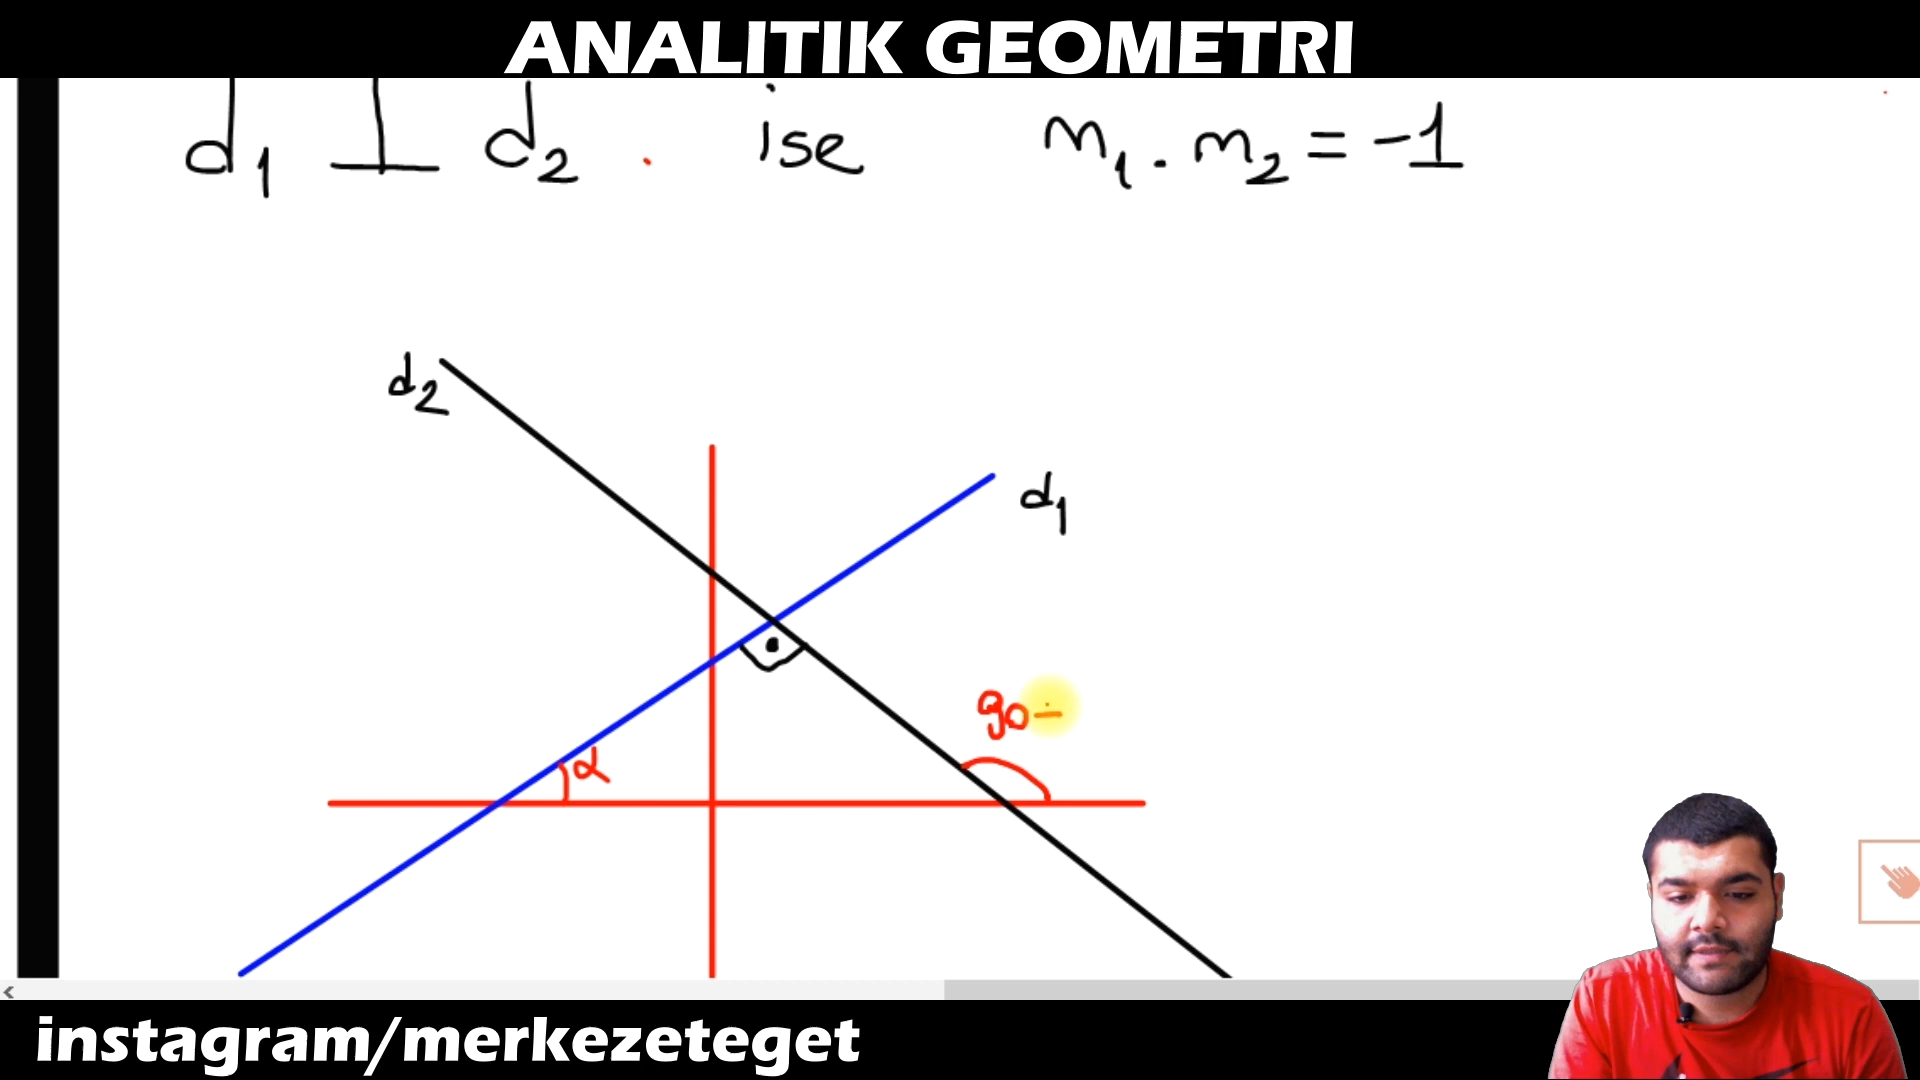 ANALITIK GEOMETRI
d₁ ⊥ d₂ . ise m₁ . m₂ = -1
d₂
d₁
90
α
instagram/merkezeteget